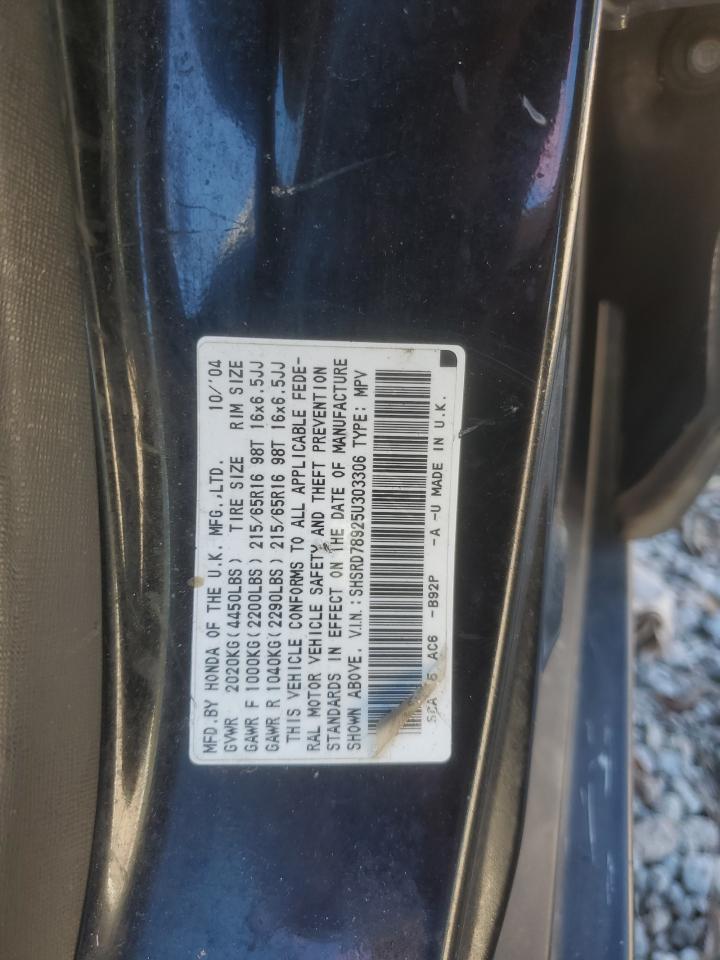 MFD.BY HONDA OF THE U.K. MFG.,LTD. 10/'04
GVWR 2020KG(4450LBS) TIRE SIZE RIM SIZE
GAWR F 1000KG(2200LBS) 215/65R16 98T 16x6.5JJ
GAWR R 1040KG(2290LBS) 215/65R16 98T 16x6.5JJ
THIS VEHICLE CONFORMS TO ALL APPLICABLE FEDE-
RAL MOTOR VEHICLE SAFETY AND THEFT PREVENTION
STANDARDS IN EFFECT ON THE DATE OF MANUFACTURE
SHOWN ABOVE. V.I.N.: SHSRD78925U303306 TYPE: MPV
AC6 -B92P -A -U MADE IN U.K.